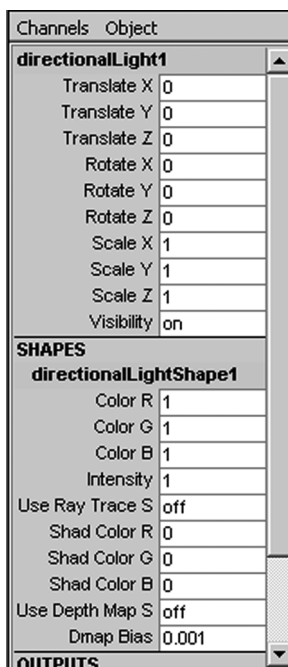 Channels Object
directionalLight1
Translate X 0
Translate Y 0
Translate Z 0
Rotate X 0
Rotate Y 0
Rotate Z 0
Scale X 1
Scale Y 1
Scale Z 1
Visibility on
SHAPES
directionalLightShape1
Color R 1
Color G 1
Color B 1
Intensity 1
Use Ray Trace S off
Shad Color R 0
Shad Color G 0
Shad Color B 0
Use Depth Map S off
Dmap Bias 0.001
OUTPUTS